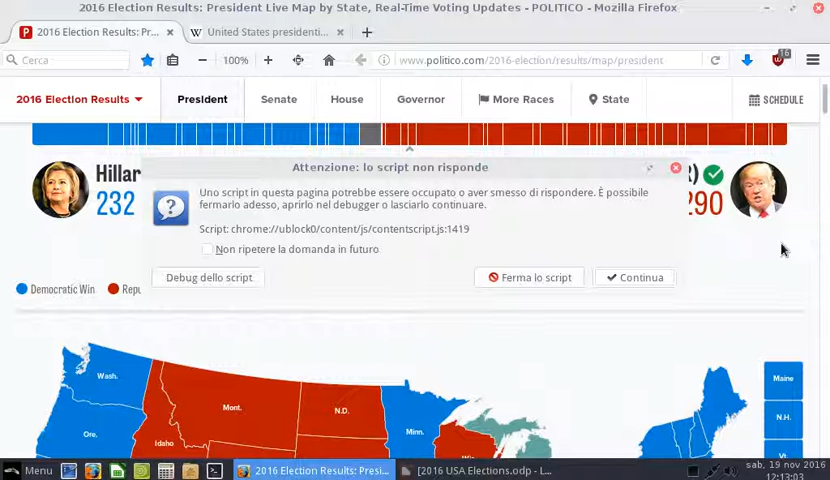 2016 Election Results: President Live Map by State, Real-Time Voting Updates - POLITICO - Mozilla Firefox
2016 Election Results: Pr...
United States presidenti...
Cerca
100%
www.politico.com/2016-election/results/map/president
16
2016 Election Results
President
Senate
House
Governor
More Races
State
SCHEDULE
Hillar
232
)
290
Attenzione: lo script non risponde
Uno script in questa pagina potrebbe essere occupato o aver smesso di rispondere. È possibile
fermarlo adesso, aprirlo nel debugger o lasciarlo continuare.
Script: chrome://ublock0/content/js/contentscript.js:1419
Non ripetere la domanda in futuro
Debug dello script
Ferma lo script
Continua
Democratic Win
Repu
Wash.
Mont.
N.D.
Minn.
Ore.
Idaho
Wis.
Maine
N.H.
Vt.
Menu
2016 Election Results: Presi...
[2016 USA Elections.odp - L...
sab, 19 nov 2016
12:13:03